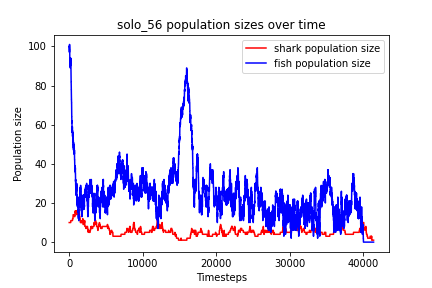 solo_56 population sizes over time
shark population size
fish population size
Population size
100
80
60
40
20
0
0
10000
20000
30000
40000
Timesteps